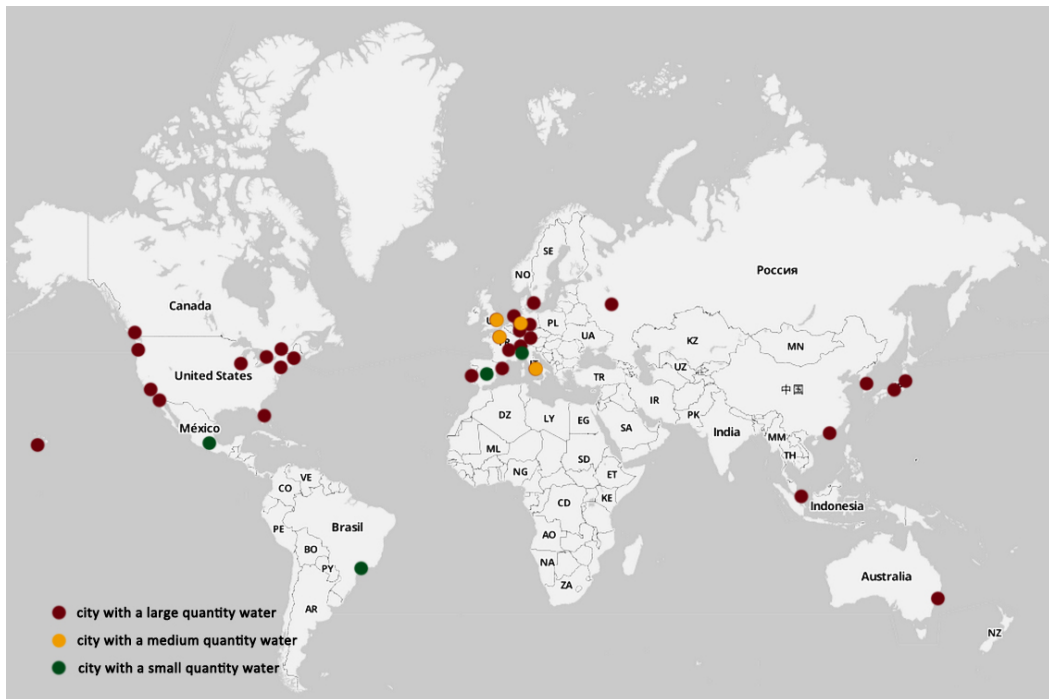 SE
NO
Россия
Canada
PL
UA
KZ
MN
United States
IT
UZ
TR
中国
IR
PK
México
DZ
LY
EG
SA
India
MM
TH
ML
NG
SD
ET
VE
CO
CD
KE
Indonesia
PE
Brasil
BO
AO
PY
NA
ZA
Australia
AR
NZ
city with a large quantity water
city with a medium quantity water
city with a small quantity water